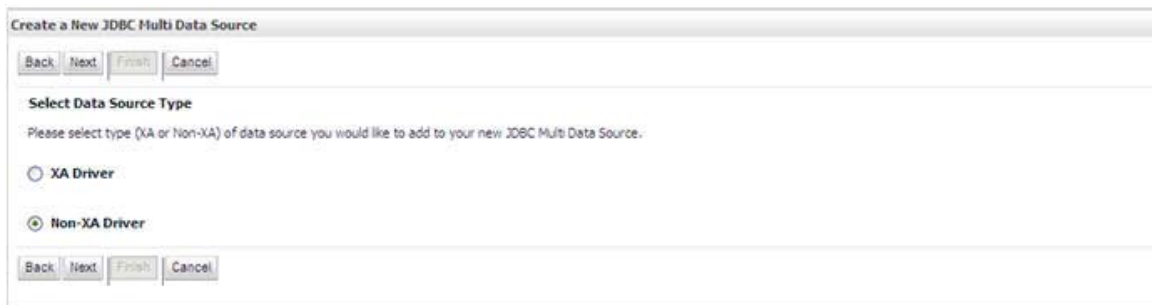 Create a New JDBC Multi Data Source
Back Next Finish Cancel
Select Data Source Type
Please select type (XA or Non-XA) of data source you would like to add to your new JDBC Multi Data Source.
XA Driver
Non-XA Driver
Back Next Finish Cancel